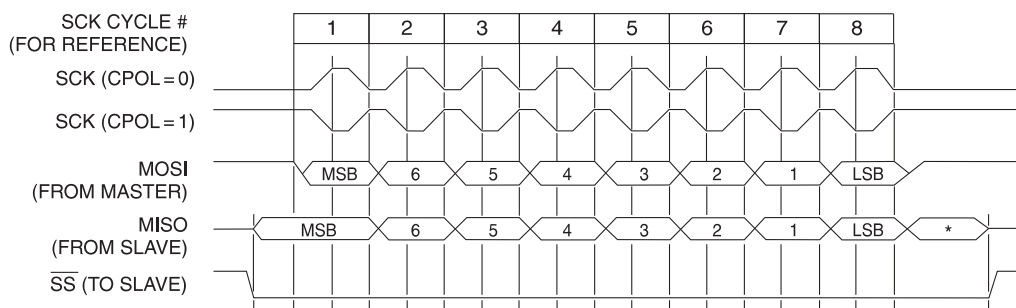 SCK CYCLE #
(FOR REFERENCE)
1 2 3 4 5 6 7 8
SCK (CPOL=0)
SCK (CPOL=1)
MOSI
(FROM MASTER)
MSB 6 5 4 3 2 1 LSB
MISO
(FROM SLAVE)
MSB 6 5 4 3 2 1 LSB *
SS (TO SLAVE)